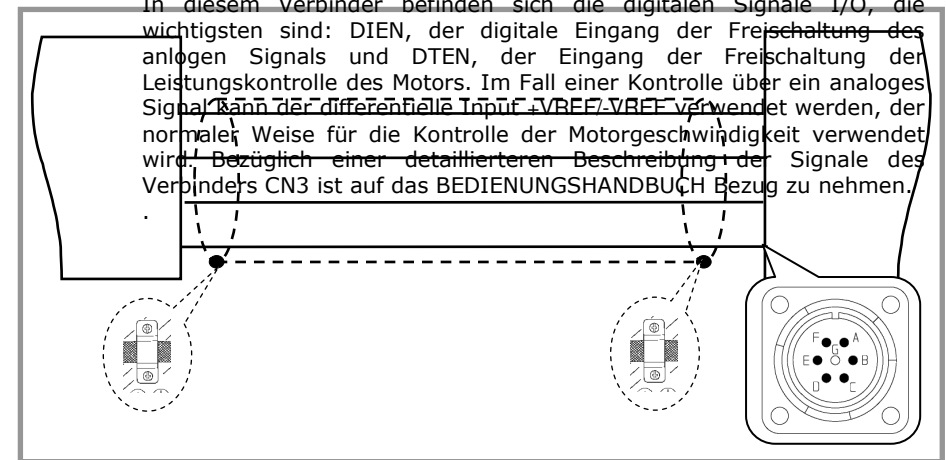 In diesem Verbinder befinden sich die digitalen Signale I/O, die
wichtigsten sind: DIEN, der digitale Eingang der Freischaltung des
anlogen Signals und DTEN, der Eingang der Freischaltung der
Leistungskontrolle des Motors. Im Fall einer Kontrolle über ein analoges
Signal kann der differentielle Input +VREF/-VREF verwendet werden, der
normaler Weise für die Kontrolle der Motorgeschwindigkeit verwendet
wird. Bezüglich einer detaillierteren Beschreibung der Signale des
Verbinders CN3 ist auf das BEDIENUNGSHANDBUCH Bezug zu nehmen.
.
F A
G
E B
D C